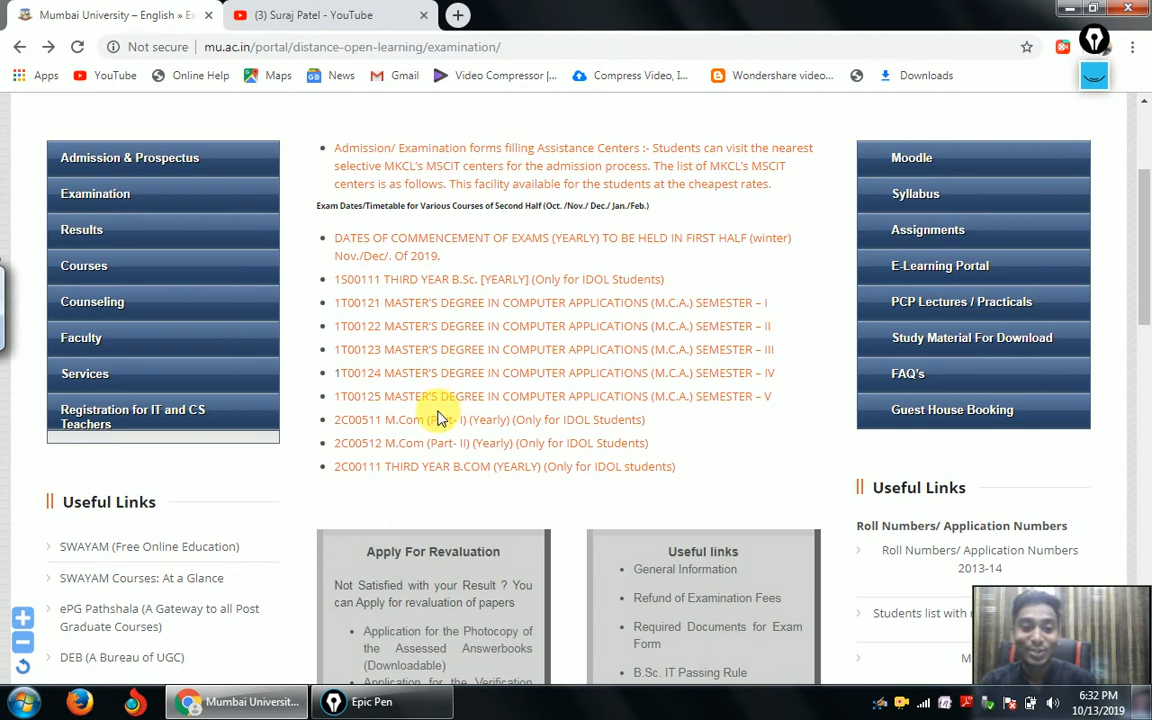 Mumbai University – English » Ex
(3) Suraj Patel - YouTube
Not secure
mu.ac.in/portal/distance-open-learning/examination/
Apps
YouTube
Online Help
Maps
News
Gmail
Video Compressor |...
Compress Video, I...
Wondershare video...
Downloads
Admission & Prospectus
Examination
Results
Courses
Counseling
Faculty
Services
Registration for IT and CS
Teachers
Useful Links
SWAYAM (Free Online Education)
SWAYAM Courses: At a Glance
ePG Pathshala (A Gateway to all Post
Graduate Courses)
DEB (A Bureau of UGC)
Admission/ Examination forms filling Assistance Centers :- Students can visit the nearest
selective MKCL's MSCIT centers for the admission process. The list of MKCL's MSCIT
centers is as follows. This facility available for the students at the cheapest rates.
Exam Dates/Timetable for Various Courses of Second Half (Oct. /Nov./ Dec./ Jan./Feb.)
DATES OF COMMENCEMENT OF EXAMS (YEARLY) TO BE HELD IN FIRST HALF (winter)
Nov./Dec/. Of 2019.
1S00111 THIRD YEAR B.Sc. [YEARLY] (Only for IDOL Students)
1T00121 MASTER'S DEGREE IN COMPUTER APPLICATIONS (M.C.A.) SEMESTER – I
1T00122 MASTER'S DEGREE IN COMPUTER APPLICATIONS (M.C.A.) SEMESTER – II
1T00123 MASTER'S DEGREE IN COMPUTER APPLICATIONS (M.C.A.) SEMESTER – III
1T00124 MASTER'S DEGREE IN COMPUTER APPLICATIONS (M.C.A.) SEMESTER – IV
1T00125 MASTER'S DEGREE IN COMPUTER APPLICATIONS (M.C.A.) SEMESTER – V
2C00511 M.Com (Part- I) (Yearly) (Only for IDOL Students)
2C00512 M.Com (Part- II) (Yearly) (Only for IDOL Students)
2C00111 THIRD YEAR B.COM (YEARLY) (Only for IDOL students)
Apply For Revaluation
Not Satisfied with your Result ? You
can Apply for revaluation of papers
Application for the Photocopy of
the Assessed Answerbooks
(Downloadable)
Application for the Verification
Useful links
General Information
Refund of Examination Fees
Required Documents for Exam
Form
B.Sc. IT Passing Rule
Moodle
Syllabus
Assignments
E-Learning Portal
PCP Lectures / Practicals
Study Material For Download
FAQ's
Guest House Booking
Useful Links
Roll Numbers/ Application Numbers
Roll Numbers/ Application Numbers
2013-14
Students list with
M
Mumbai Universit...
Epic Pen
6:32 PM
10/13/2019